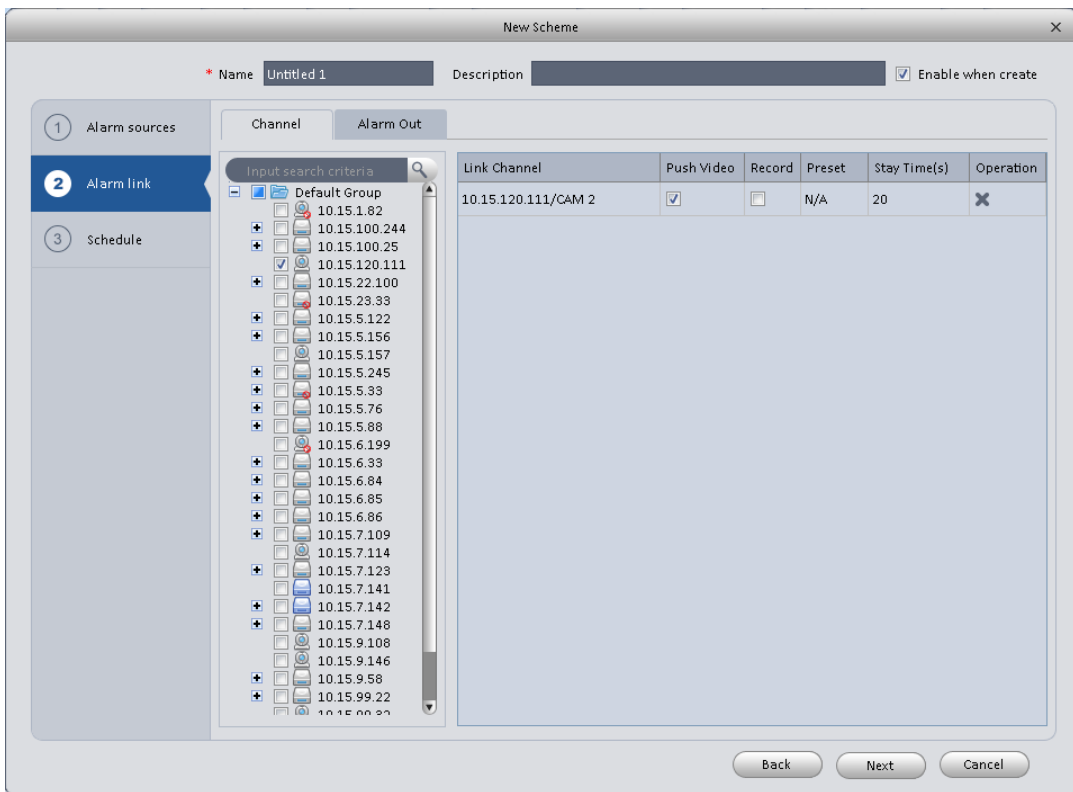 New Scheme
* Name Untitled 1 Description Enable when create
1 Alarm sources
2 Alarm link
3 Schedule
Channel Alarm Out
Input search criteria
Default Group
10.15.1.82
10.15.100.244
10.15.100.25
10.15.120.111
10.15.22.100
10.15.23.33
10.15.5.122
10.15.5.156
10.15.5.157
10.15.5.245
10.15.5.33
10.15.5.76
10.15.5.88
10.15.6.199
10.15.6.33
10.15.6.84
10.15.6.85
10.15.6.86
10.15.7.109
10.15.7.114
10.15.7.123
10.15.7.141
10.15.7.142
10.15.7.148
10.15.9.108
10.15.9.146
10.15.9.58
10.15.99.22
Link Channel Push Video Record Preset Stay Time(s) Operation
10.15.120.111/CAM 2 N/A 20
Back Next Cancel